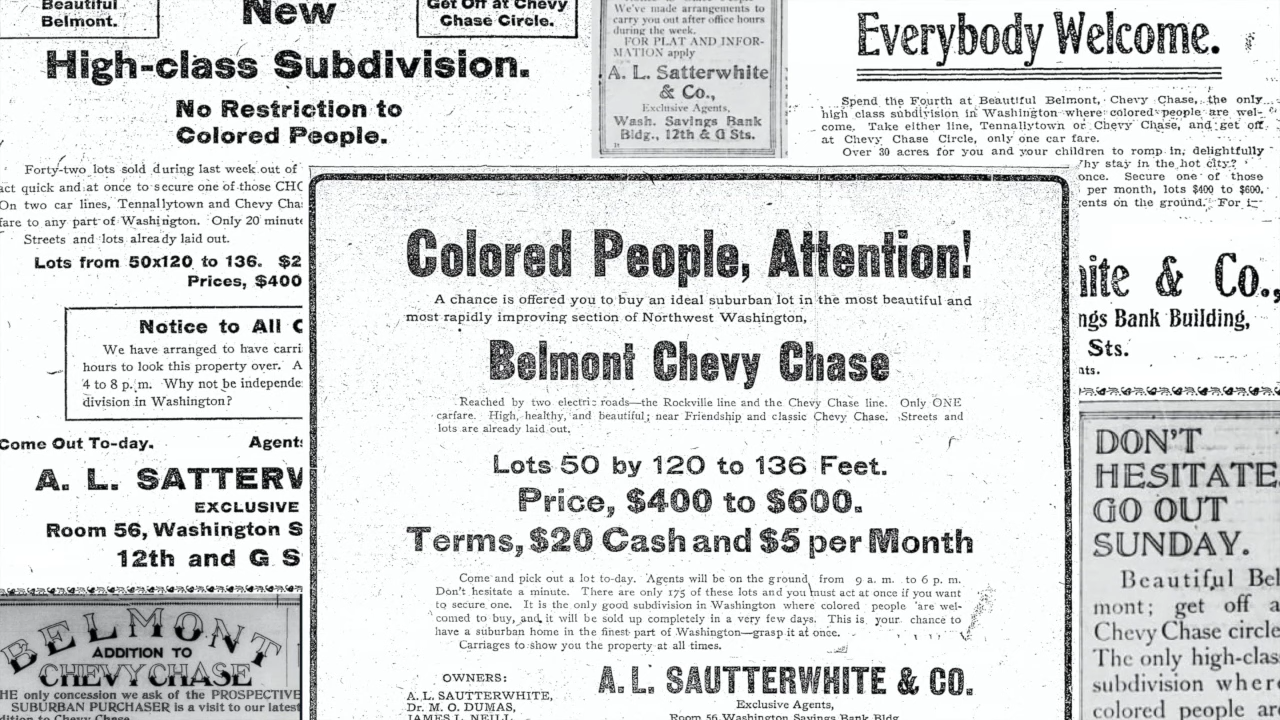 Beautiful
Belmont.
New
Get Off at Chevy
Chase Circle.
High-class Subdivision.
No Restriction to
Colored People.
Forty-two lots sold during last week out of
act quick and at once to secure one of those CHO
On two car lines, Tennallytown and Chevy Cha
fare to any part of Washington. Only 20 minute
Streets and lots already laid out.
Lots from 50x120 to 136. $2
Prices, $400
Notice to All C
We have arranged to have carri
hours to look this property over. A
4 to 8 p. m. Why not be independe
division in Washington?
Come Out To-day. Agents
A. L. SATTERW
EXCLUSIVE
Room 56, Washington S
12th and G S
BELMONT
ADDITION TO
CHEVY CHASE
HE only concession we ask of the PROSPECTIVE
SUBURBAN PURCHASER is a visit to our latest
dition to Chevy Chase
We've made arrangements to
carry you out after office hours
during the week.
FOR PLAT AND INFOR-
MATION apply
A. L. Satterwhite
& Co.,
Exclusive Agents,
Wash. Savings Bank
Bldg., 12th & G Sts.
Everybody Welcome.
Spend the Fourth at Beautiful Belmont, Chevy Chase, the only
high class subdivision in Washington where colored people are wel-
come. Take either line, Tennallytown or Chevy Chase, and get off
at Chevy Chase Circle, only one car fare.
Over 30 acres for you and your children to romp in, delightfully
hy stay in the hot city?
once. Secure one of those
per month, lots $400 to $600.
ents on the ground. For i
ite & Co.,
ngs Bank Building,
Sts.
nts.
Colored People, Attention!
A chance is offered you to buy an ideal suburban lot in the most beautiful and
most rapidly improving section of Northwest Washington,
Belmont Chevy Chase
Reached by two electric roads—the Rockville line and the Chevy Chase line. Only ONE
carfare. High, healthy, and beautiful; near Friendship and classic Chevy Chase. Streets and
lots are already laid out.
Lots 50 by 120 to 136 Feet.
Price, $400 to $600.
Terms, $20 Cash and $5 per Month
Come and pick out a lot to-day. Agents will be on the ground from 9 a. m. to 6 p. m.
Don't hesitate a minute. There are only 175 of these lots and you must act at once if you want
to secure one. It is the only good subdivision in Washington where colored people are wel-
comed to buy, and it will be sold up completely in a very few days. This is your chance to
have a suburban home in the finest part of Washington—grasp it at once.
Carriages to show you the property at all times.
OWNERS:
A. L. SAUTTERWHITE,
Dr. M. O. DUMAS,
JAMES L. NEILL,
A. L. SAUTTERWHITE & CO.
Exclusive Agents,
Room 56 Washington Savings Bank Bldg.
DON'T
HESITATE.
GO OUT
SUNDAY.
Beautiful Bel
mont; get off a
Chevy Chase circle
The only high-clas
subdivision where
colored people are